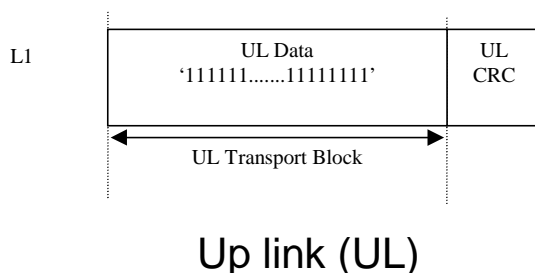 L1
UL Data
‘111111.......11111111’
UL
CRC
UL Transport Block
Up link (UL)